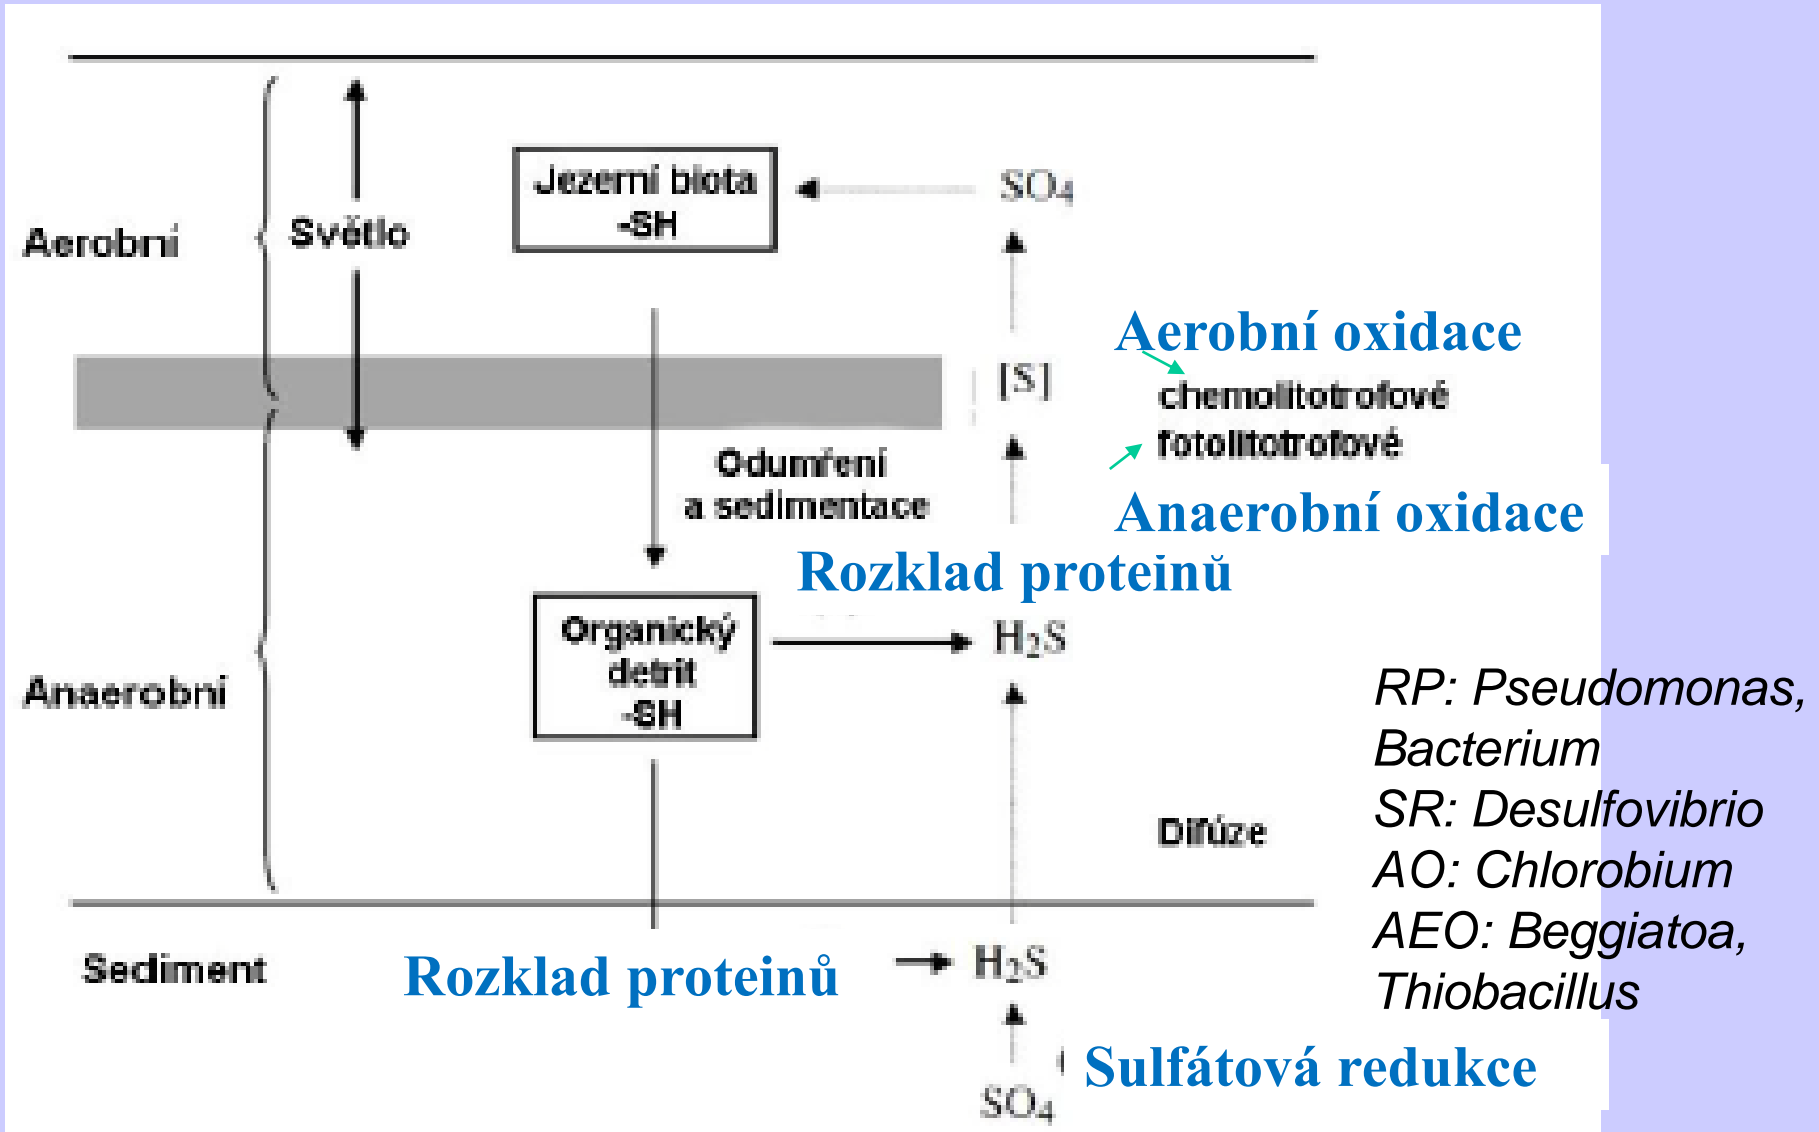 Jezerní biota
-SH
SO4
Aerobní
Světlo
Aerobní oxidace
[S]
chemolitotrofové
fotolitotrofové
Odumření
a sedimentace
Anaerobní oxidace
Rozklad proteinů
Organický
detrit
-SH
H2S
Anaerobní
RP: Pseudomonas,
Bacterium
SR: Desulfovibrio
AO: Chlorobium
AEO: Beggiatoa,
Thiobacillus
Difúze
Sediment
Rozklad proteinů
H2S
Sulfátová redukce
SO4